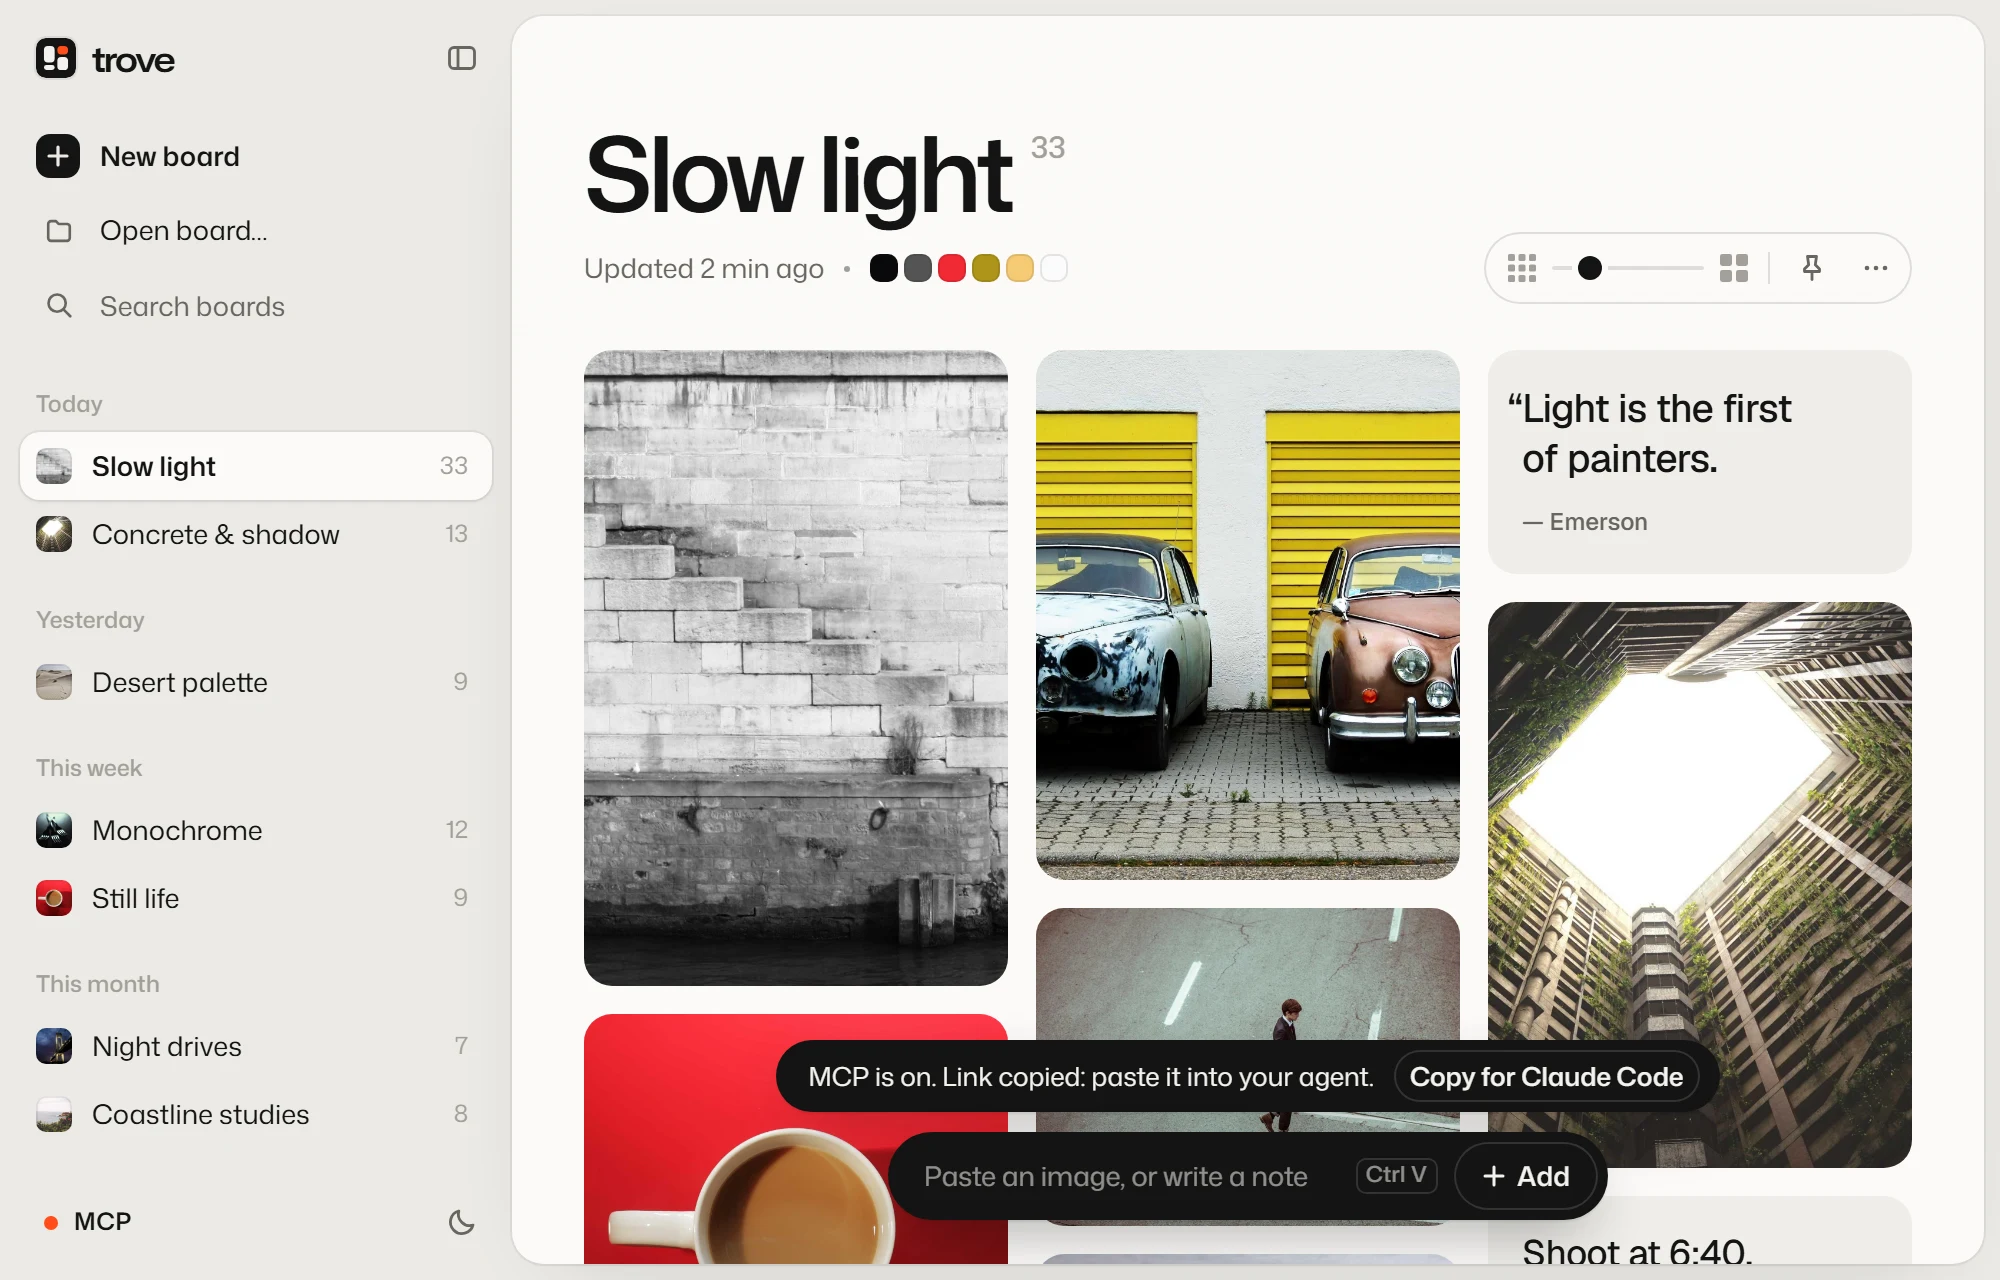 trove
New board
Open board...
Search boards
Today
Slow light 33
Concrete & shadow 13
Yesterday
Desert palette 9
This week
Monochrome 12
Still life 9
This month
Night drives 7
Coastline studies 8
MCP
Slow light 33
Updated 2 min ago •
“Light is the first
of painters.
— Emerson
MCP is on. Link copied: paste it into your agent. Copy for Claude Code
Paste an image, or write a note Ctrl V + Add
Shoot at 6:40.